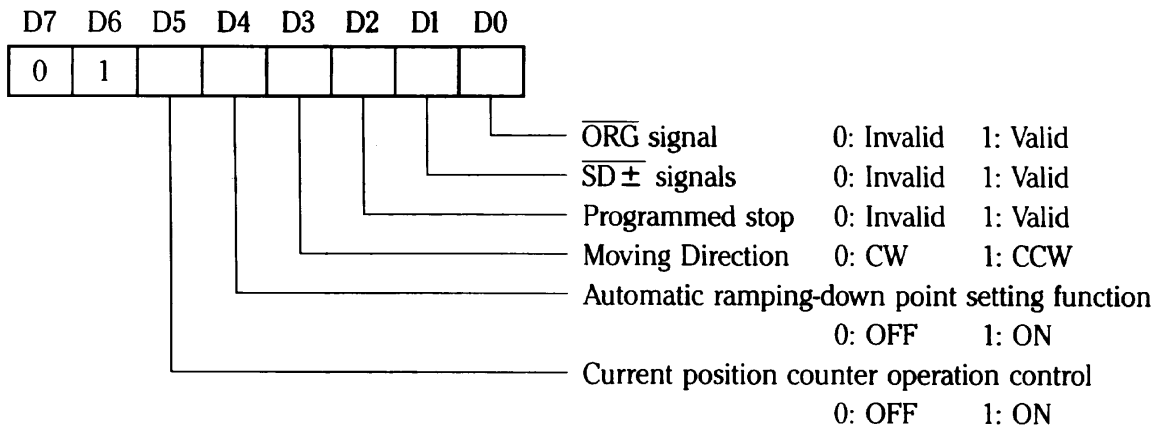 D7 D6 D5 D4 D3 D2 D1 D0
0 1
ORG signal 0: Invalid 1: Valid
SD ± signals 0: Invalid 1: Valid
Programmed stop 0: Invalid 1: Valid
Moving Direction 0: CW 1: CCW
Automatic ramping-down point setting function
0: OFF 1: ON
Current position counter operation control
0: OFF 1: ON